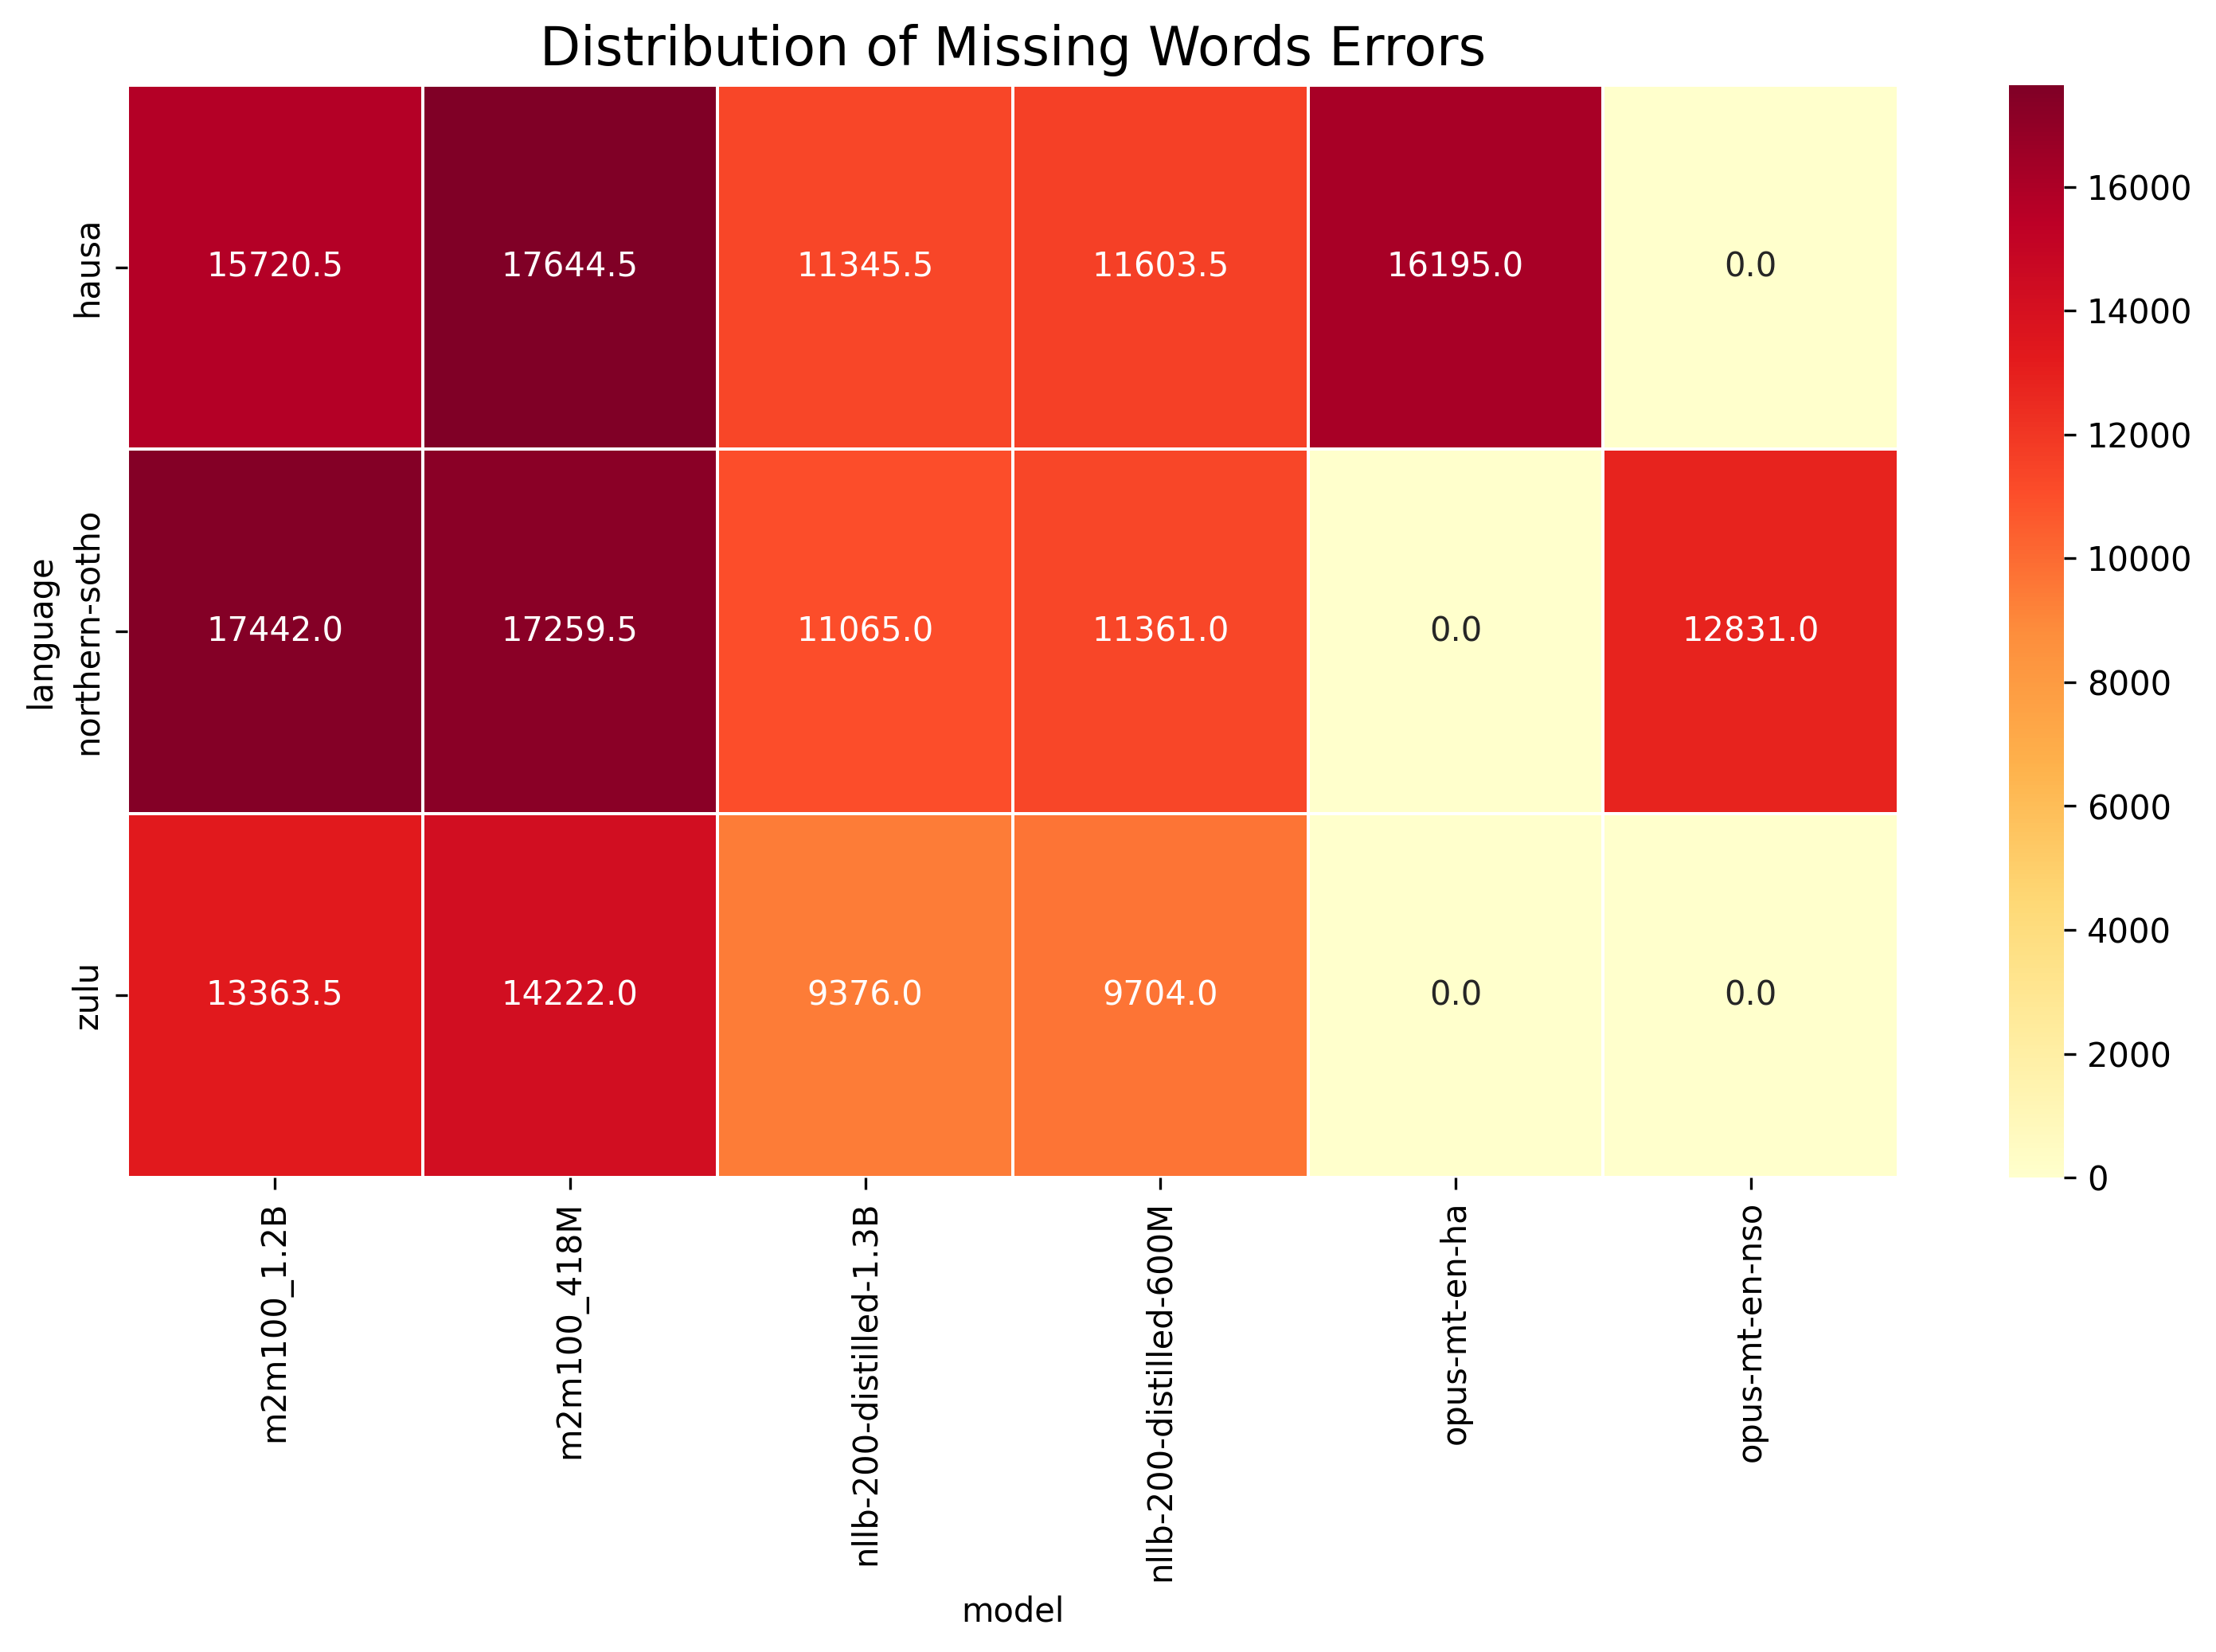 Distribution of Missing Words Errors
language
hausa
15720.5 17644.5 11345.5 11603.5 16195.0 0.0
northern-sotho
17442.0 17259.5 11065.0 11361.0 0.0 12831.0
zulu
13363.5 14222.0 9376.0 9704.0 0.0 0.0
m2m100_1.2B
m2m100_418M
nllb-200-distilled-1.3B
nllb-200-distilled-600M
opus-mt-en-ha
opus-mt-en-nso
model
16000
14000
12000
10000
8000
6000
4000
2000
0